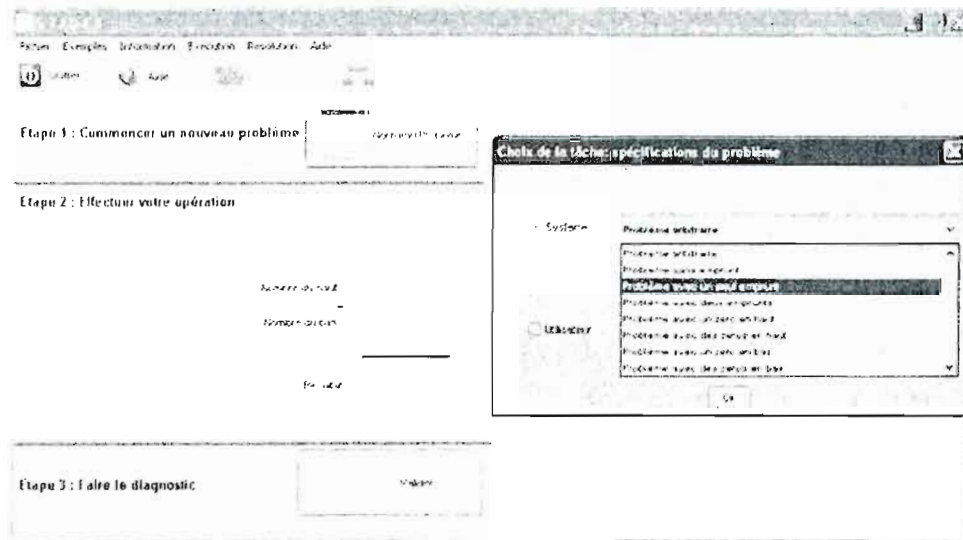 Fichier Exemples Information Exécution Résolution Aide
Quitter Aide
Etape 1 : Commencer un nouveau problème
Etape 2 : Effectuer votre opération
Nombre du haut
-
Nombre du bas
Résultat
Etape 3 : Faire le diagnostic
Valider
Choix de la tâche: spécifications du problème
Système
Problème arbitraire
Problème arbitraire
Problème sans emprunt
Problème avec un seul emprunt
Problème avec deux emprunts
Problème avec un zéro en haut
Problème avec des zéros en haut
Problème avec un zéro en bas
Problème avec des zéros en bas
Utilisateur
Ok